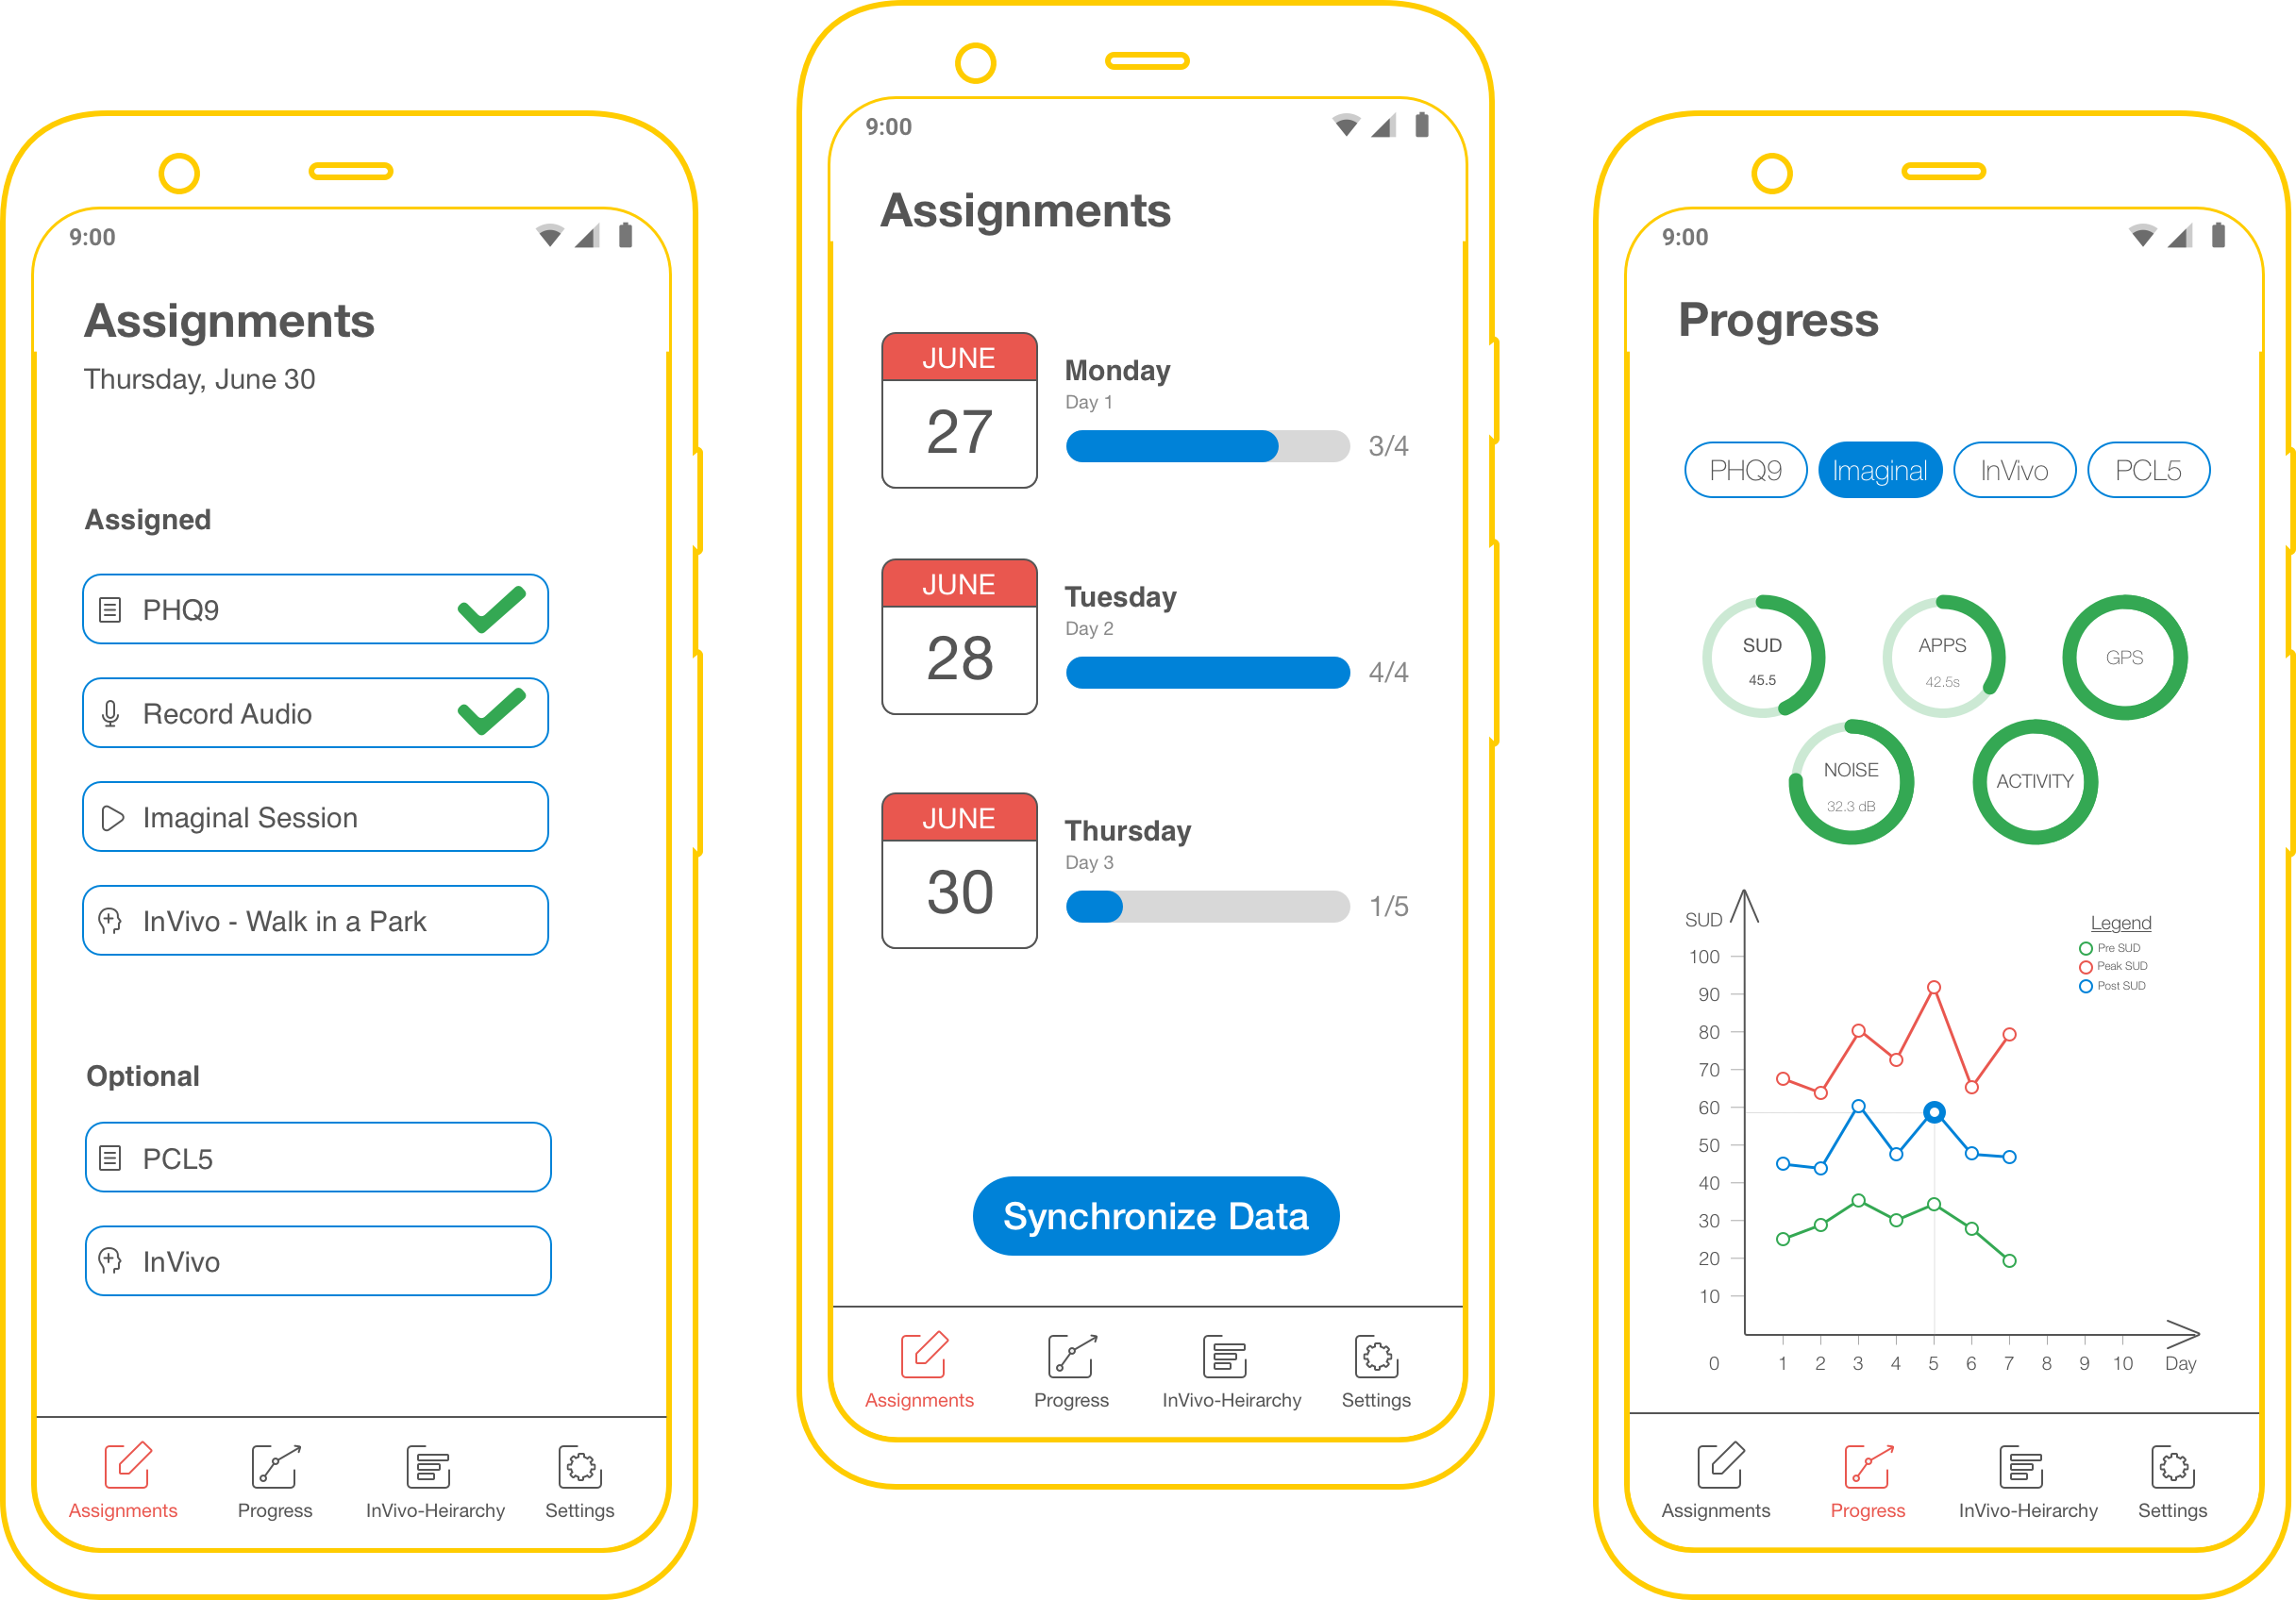 9:00
Assignments
Thursday, June 30
Assigned
PHQ9
Record Audio
Imaginal Session
InVivo - Walk in a Park
Optional
PCL5
InVivo
Assignments Progress InVivo-Heirarchy Settings
9:00
Assignments
JUNE
27
Monday
Day 1
3/4
JUNE
28
Tuesday
Day 2
4/4
JUNE
30
Thursday
Day 3
1/5
Synchronize Data
Assignments Progress InVivo-Heirarchy Settings
9:00
Progress
PHQ9 Imaginal InVivo PCL5
SUD
45.5
APPS
42.5s
GPS
NOISE
32.3 dB
ACTIVITY
SUD
100
90
80
70
60
50
40
30
20
10
0 1 2 3 4 5 6 7 8 9 10 Day
Legend
Pre SUD
Peak SUD
Post SUD
Assignments Progress InVivo-Heirarchy Settings